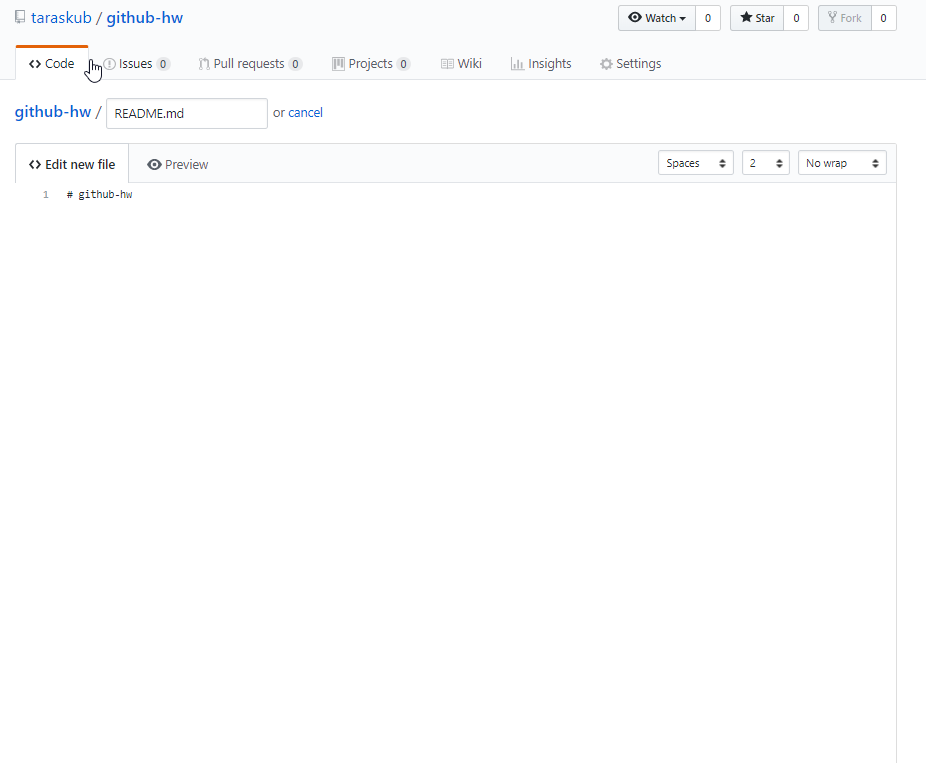 taraskub / github-hw Watch 0 Star 0 Fork 0
Code Issues 0 Pull requests 0 Projects 0 Wiki Insights Settings
github-hw / README.md or cancel
Edit new file Preview Spaces 2 No wrap
1 # github-hw